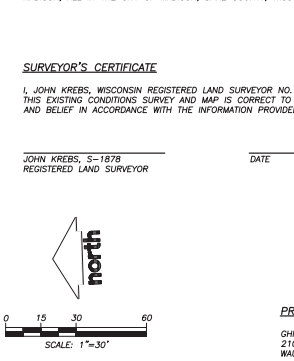 SURVEYOR'S CERTIFICATE
I, JOHN KREBS, WISCONSIN REGISTERED LAND SURVEYOR NO.
THIS EXISTING CONDITIONS SURVEY AND MAP IS CORRECT TO
AND BELIEF IN ACCORDANCE WITH THE INFORMATION PROVIDE
JOHN KREBS, S-1878 DATE
REGISTERED LAND SURVEYOR
north
0 15 30 60
SCALE: 1"=30'
PR
GHI
210
WAU